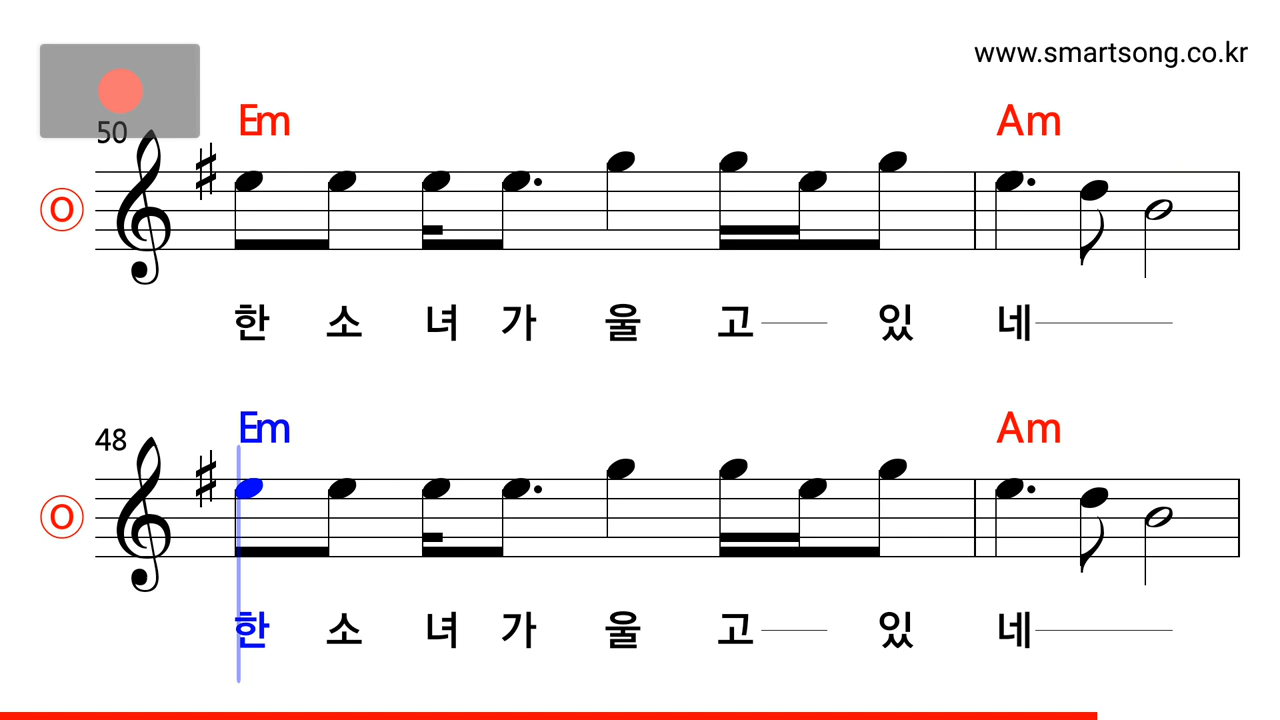 www.smartsong.co.kr
50
Em Am
O
한 소 녀 가 울 고 있 네
48
Em Am
O
한 소 녀 가 울 고 있 네